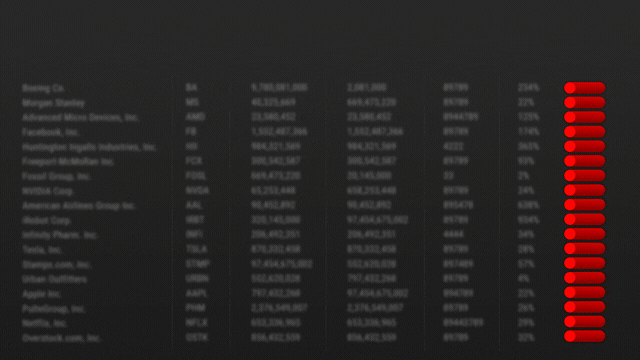 Boeing Co. BA 9,780,081,000 2,081,000 89789 234%
Morgan Stanley MS 40,325,669 669,473,220 89789 22%
Advanced Micro Devices, Inc. AMD 23,580,452 23,580,452 8944789 125%
Facebook, Inc. FB 1,552,487,366 1,552,487,366 89789 174%
Huntington Ingalls Industries, Inc. HII 984,321,569 984,321,569 4222 365%
Freeport-McMoRan Inc. FCX 300,542,587 300,542,587 89789 93%
Fossil Group, Inc. FOSL 669,473,220 20,145,000 33 2%
NVIDIA Corp. NVDA 65,253,448 658,253,448 89789 24%
American Airlines Group Inc. AAL 90,452,892 90,452,892 895478 638%
iRobot Corp. IRBT 320,145,000 97,454,675,002 89789 934%
Infinity Pharm. Inc. INFI 206,492,351 206,492,351 4444 34%
Tesla, Inc. TSLA 870,332,458 870,332,458 89789 28%
Stamps.com, Inc. STMP 97,454,675,002 552,620,028 897489 57%
Urban Outfitters URBN 552,620,028 797,432,268 89789 4%
Apple Inc. AAPL 797,432,268 97,454,675,002 894789 22%
PulteGroup, Inc. PHM 2,376,549,007 2,376,549,007 89789 26%
Netflix, Inc. NFLX 653,336,965 653,336,965 89443789 29%
Overstock.com, Inc. OSTK 856,432,559 856,432,559 89789 32%